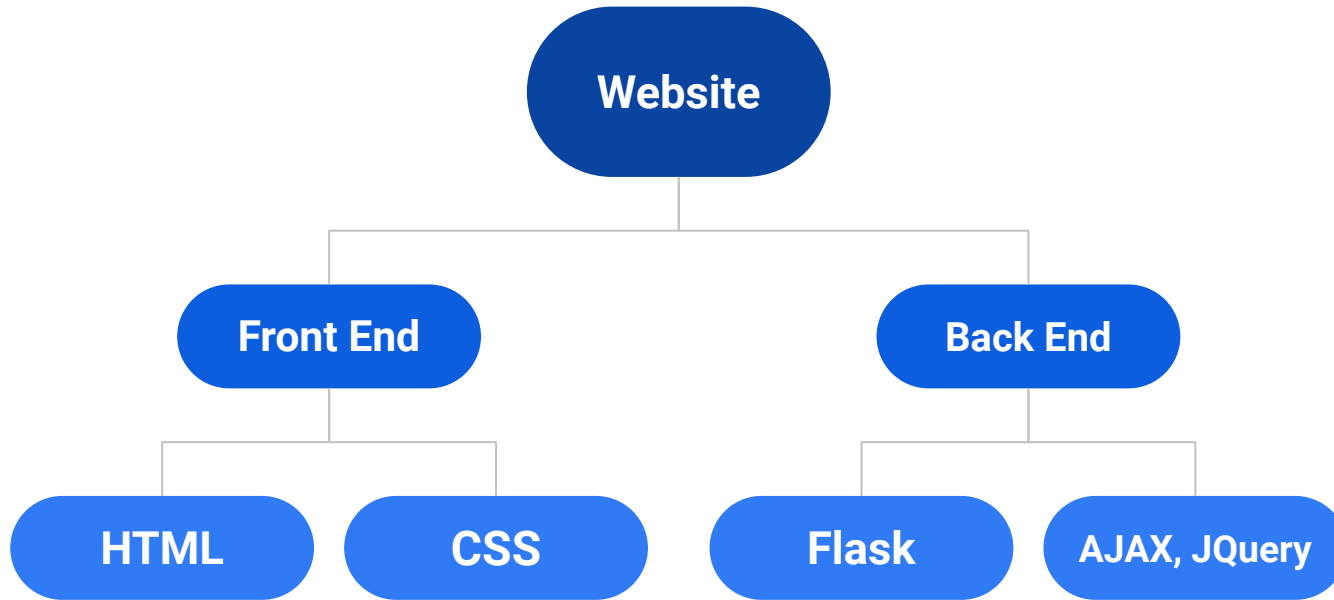 Website
Front End
Back End
HTML
CSS
Flask
AJAX, JQuery